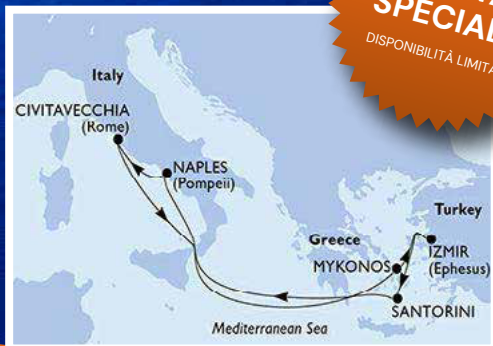 SPECIAL
DISPONIBILITÀ LIMITA
Italy
CIVITAVECCHIA
(Rome)
NAPLES
(Pompeii)
Turkey
Greece
IZMIR
(Ephesus)
MYKONOS
SANTORINI
Mediterranean Sea